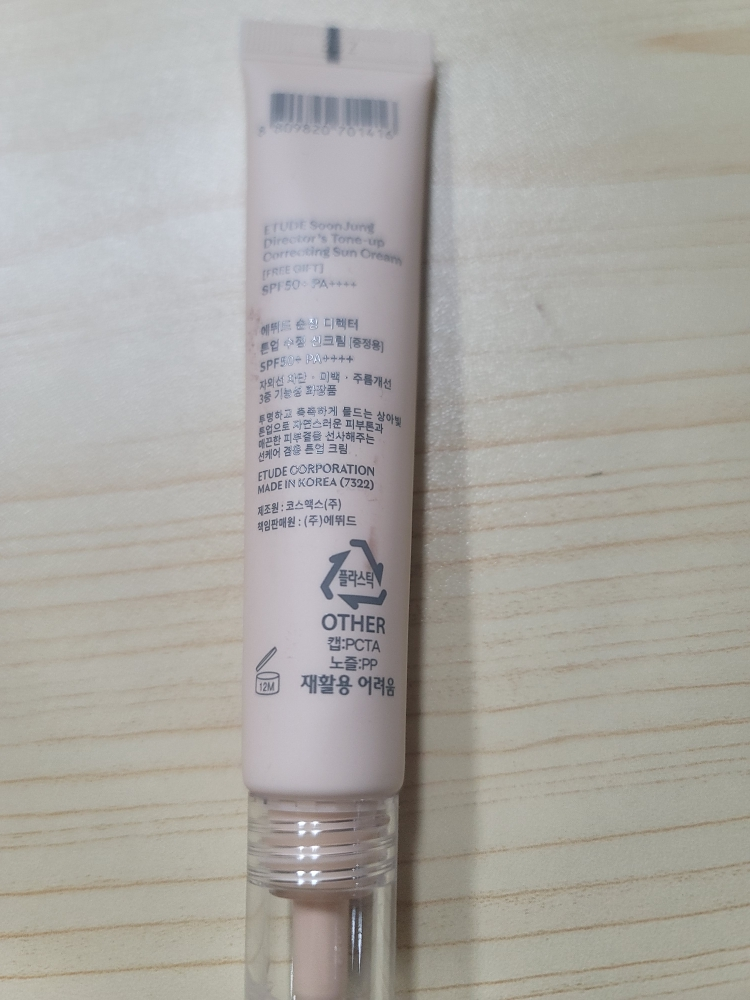 8 809820 701416
ETUDE SoonJung
Director's Tone-up
Correcting Sun Cream
[FREE GIFT]
SPF50+ PA++++
에뛰드 순정 디렉터
톤업 수정 선크림 [증정용]
SPF50+ PA++++
자외선 차단 · 미백 · 주름개선
3중 기능성 화장품
투명하고 촉촉하게 물드는 상아빛
톤업으로 자연스러운 피부톤과
매끈한 피부결을 선사해주는
선케어 겸용 톤업 크림
ETUDE CORPORATION
MADE IN KOREA (7322)
제조원 : 코스맥스(주)
책임판매원 : (주)에뛰드
플라스틱
OTHER
캡:PCTA
노즐:PP
재활용 어려움
12M